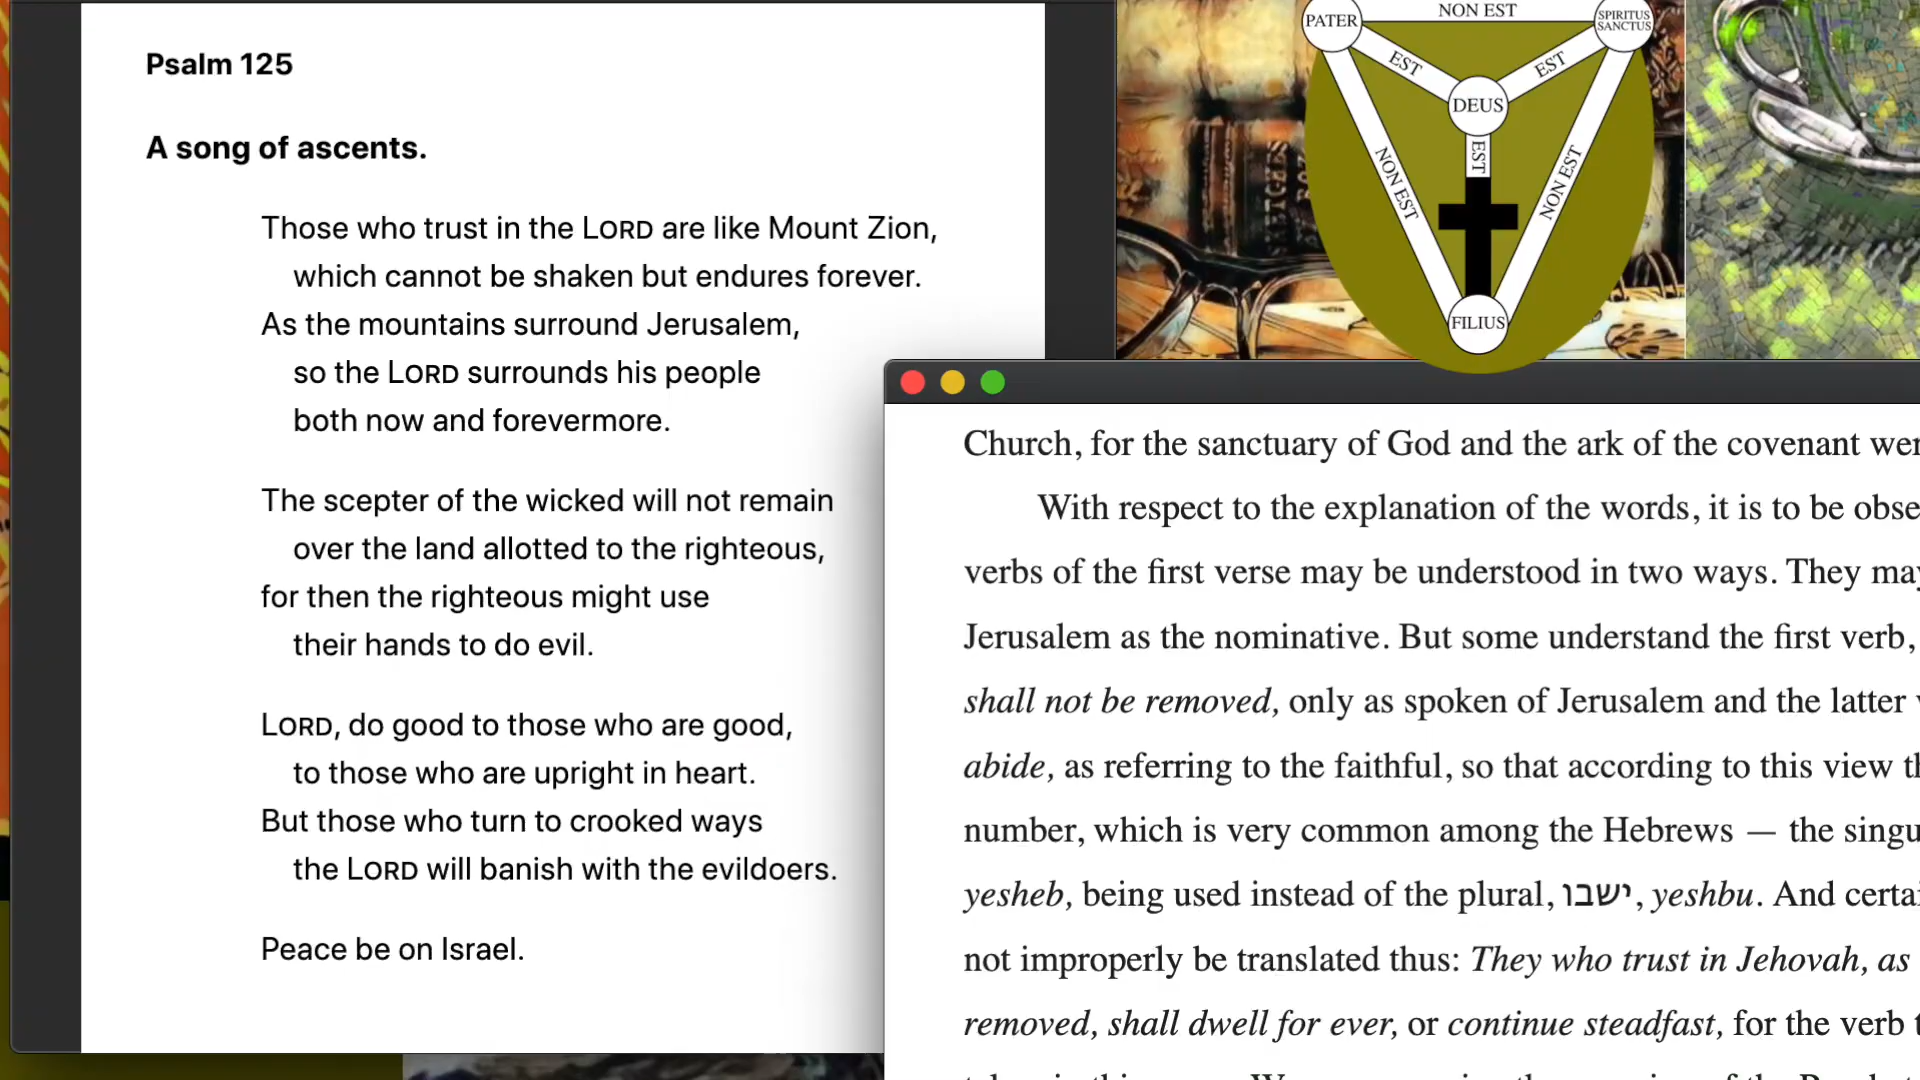 Psalm 125
A song of ascents.
Those who trust in the LORD are like Mount Zion,
which cannot be shaken but endures forever.
As the mountains surround Jerusalem,
so the LORD surrounds his people
both now and forevermore.
The scepter of the wicked will not remain
over the land allotted to the righteous,
for then the righteous might use
their hands to do evil.
LORD, do good to those who are good,
to those who are upright in heart.
But those who turn to crooked ways
the LORD will banish with the evildoers.
Peace be on Israel.
PATER
NON EST
SPIRITUS
SANCTUS
EST
EST
DEUS
EST
NON EST
NON EST
FILIUS
Church, for the sanctuary of God and the ark of the covenant
With respect to the explanation of the words, it is to be
verbs of the first verse may be understood in two ways. They
Jerusalem as the nominative. But some understand the first verb,
shall not be removed, only as spoken of Jerusalem and the latter
abide, as referring to the faithful, so that according to this view
number, which is very common among the Hebrews — the
yesheb, being used instead of the plural, ישבו, yeshbu. And
not improperly be translated thus: They who trust in Jehovah, as
removed, shall dwell for ever, or continue steadfast, for the verb